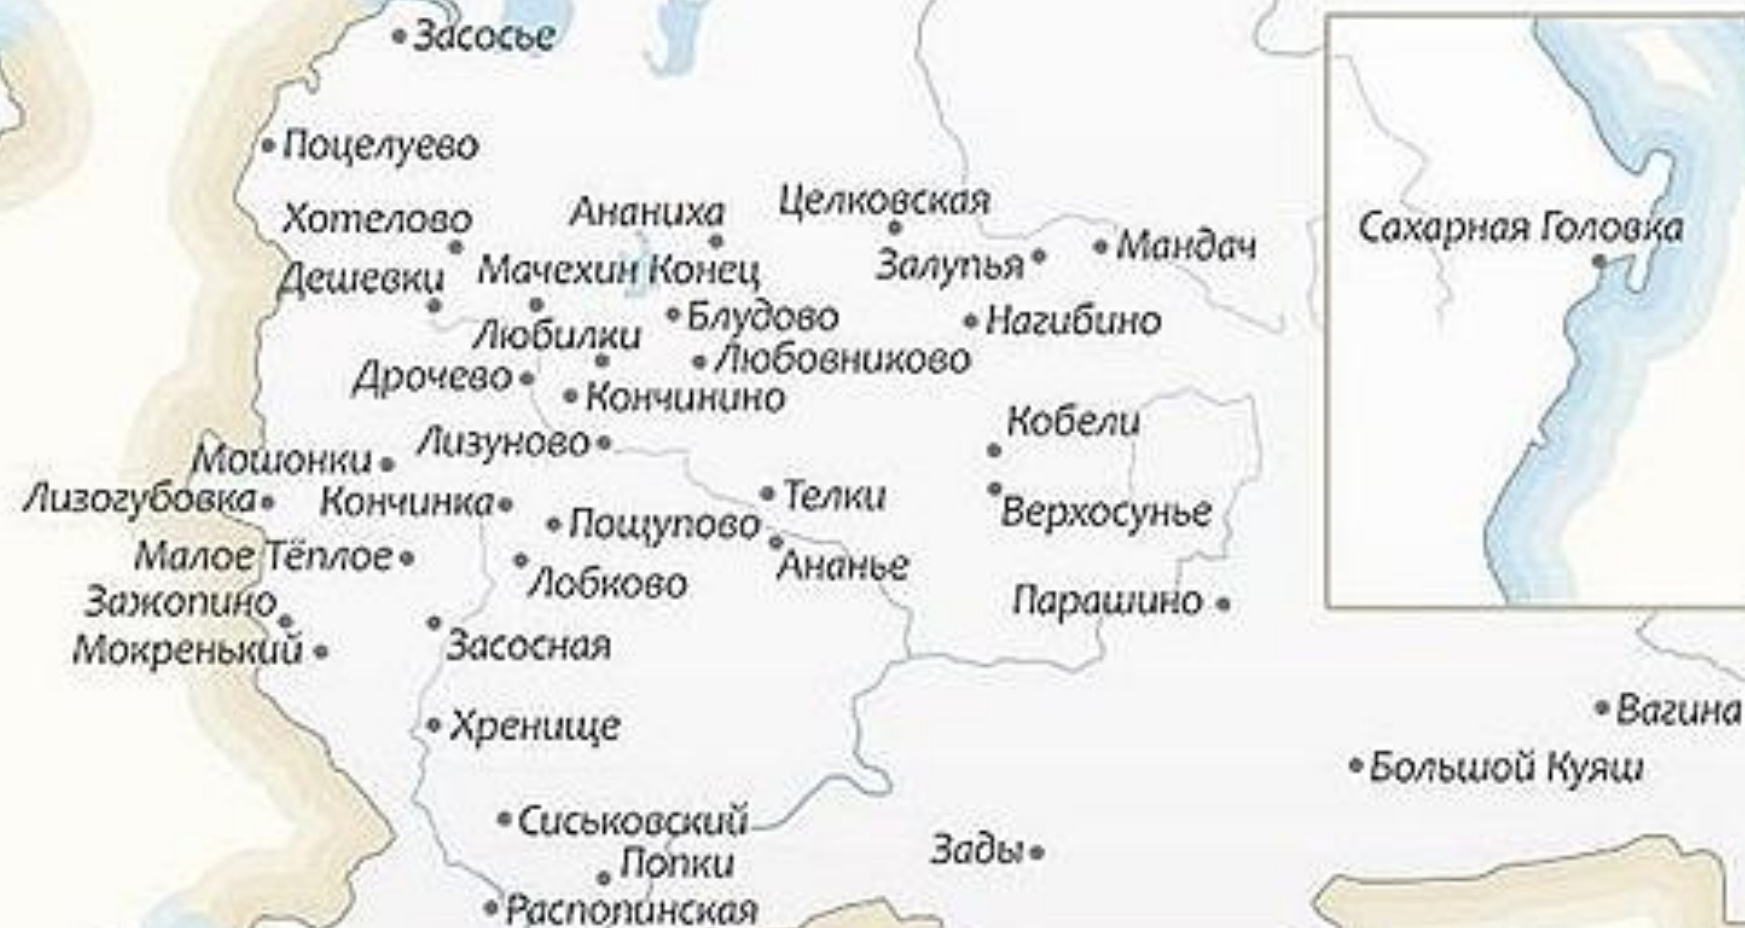 Засосье
Поцелуево
Хотелово
Ананиха
Целковская
Сахарная Головка
Мандач
Залупья
Дешевки
Мачехин Конец
Блудово
Нагибино
Любилки
Любовниково
Дрочево
Кончинино
Кобели
Лизуново
Мошонки
Лизогубовка
Кончинка
Телки
Пощупово
Верхосунье
Малое Тёплое
Ананье
Лобково
Зажопино
Парашино
Мокренький
Засосная
Вагина
Хренище
Большой Куяш
Сиськовский
Зады
Попки
Распопинская